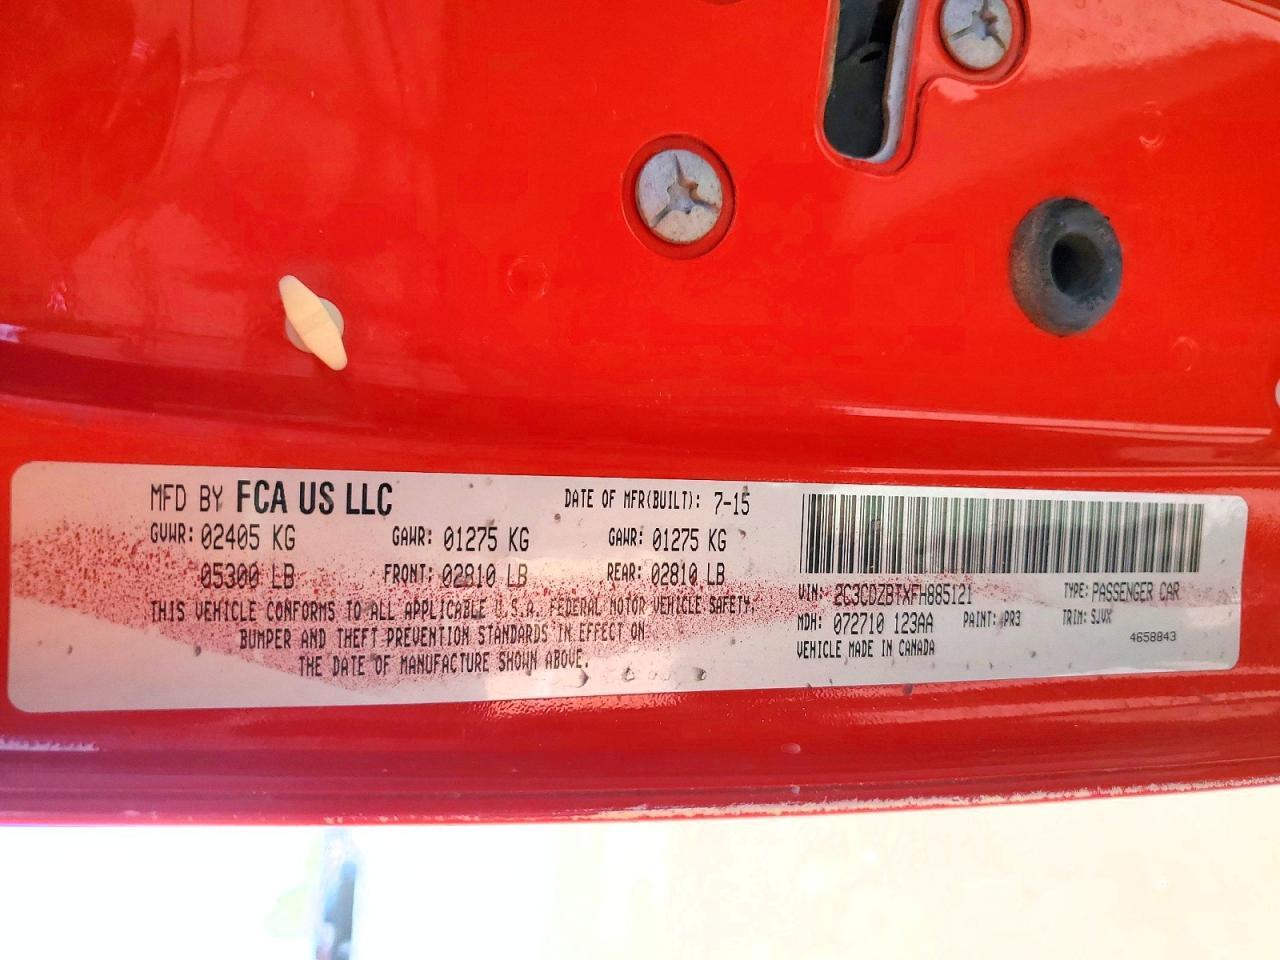 MFD BY FCA US LLC
DATE OF MFR(BUILT): 7-15
GVWR: 02405 KG
GAWR: 01275 KG
GAWR: 01275 KG
05300 LB
FRONT: 02810 LB
REAR: 02810 LB
THIS VEHICLE CONFORMS TO ALL APPLICABLE U.S.A. FEDERAL MOTOR VEHICLE SAFETY,
BUMPER AND THEFT PREVENTION STANDARDS IN EFFECT ON
THE DATE OF MANUFACTURE SHOWN ABOVE.
VIN: 2C3CDZBTXFH885121
TYPE: PASSENGER CAR
MDH: 072710 123AA
PAINT: PR3
TRIM: SJVX
VEHICLE MADE IN CANADA
4658843